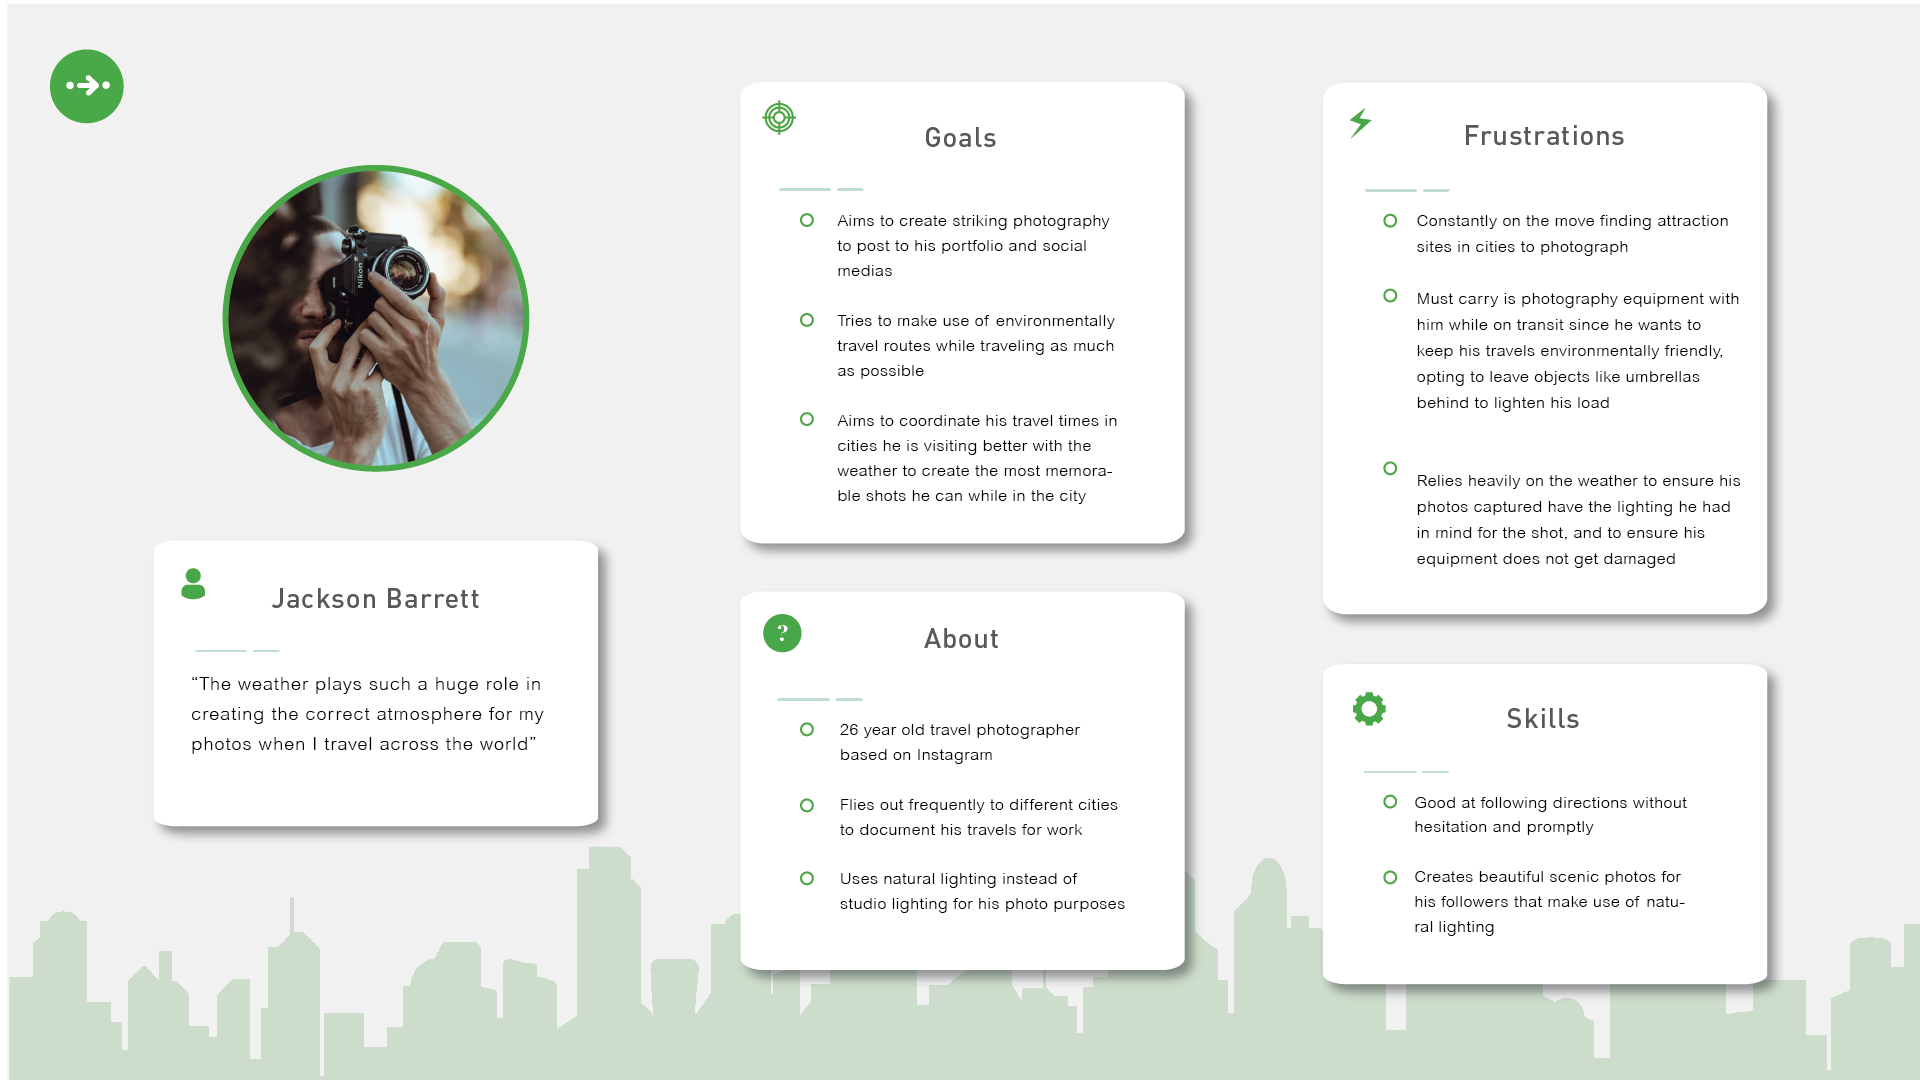 Nikon
Jackson Barrett
“The weather plays such a huge role in
creating the correct atmosphere for my
photos when I travel across the world”
Goals
Aims to create striking photography
to post to his portfolio and social
medias
Tries to make use of environmentally
travel routes while traveling as much
as possible
Aims to coordinate his travel times in
cities he is visiting better with the
weather to create the most memora-
ble shots he can while in the city
?
About
26 year old travel photographer
based on Instagram
Flies out frequently to different cities
to document his travels for work
Uses natural lighting instead of
studio lighting for his photo purposes
Frustrations
Constantly on the move finding attraction
sites in cities to photograph
Must carry is photography equipment with
him while on transit since he wants to
keep his travels environmentally friendly,
opting to leave objects like umbrellas
behind to lighten his load
Relies heavily on the weather to ensure his
photos captured have the lighting he had
in mind for the shot, and to ensure his
equipment does not get damaged
Skills
Good at following directions without
hesitation and promptly
Creates beautiful scenic photos for
his followers that make use of natu-
ral lighting